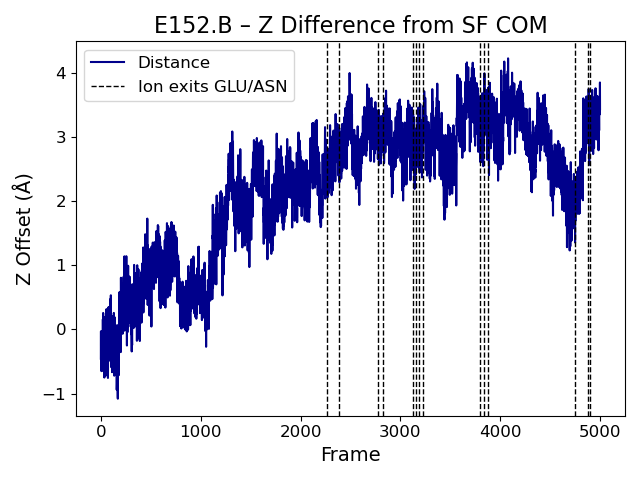 E152.B – Z Difference from SF COM
Distance
Ion exits GLU/ASN
Z Offset (Å)
4
3
2
1
0
−1
0 1000 2000 3000 4000 5000
Frame